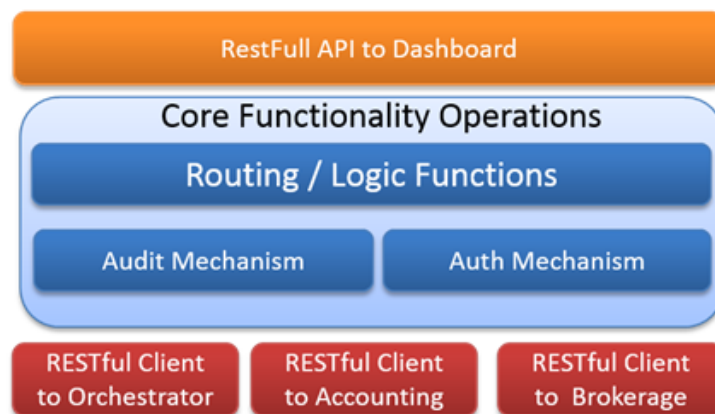 RestFull API to Dashboard
Core Functionality Operations
Routing / Logic Functions
Audit Mechanism
Auth Mechanism
RESTful Client
to Orchestrator
RESTful Client
to Accounting
RESTful Client
to Brokerage